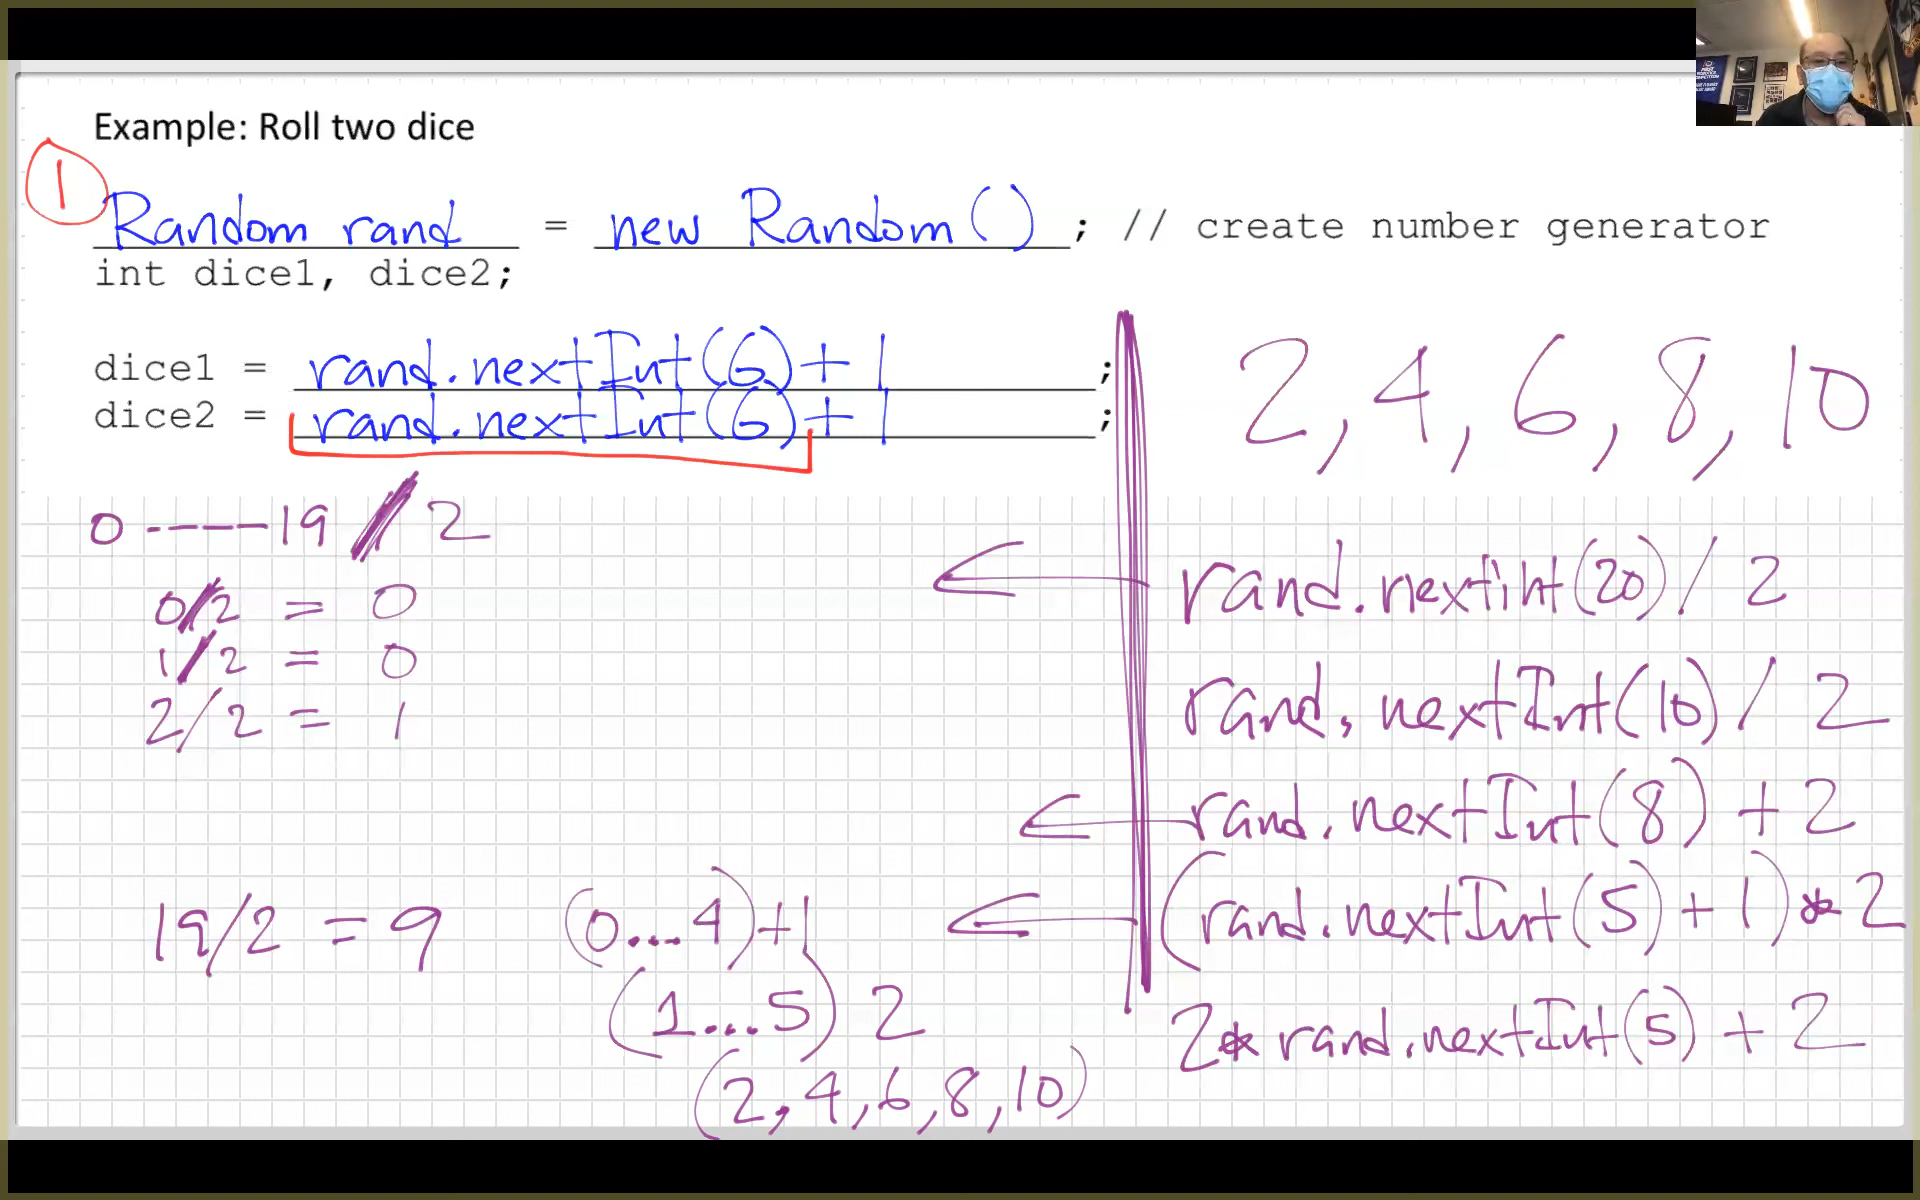 Example: Roll two dice
1
Random rand = new Random() ; // create number generator
int dice1, dice2;
dice1 = rand.nextInt(6)+1 ;
dice2 = rand.nextInt(6)+1 ;
2, 4, 6, 8, 10
0 ----19 / 2
0/2 = 0
1/2 = 0
2/2 = 1
19/2 = 9
(0...4)+1
(1...5) 2
(2,4,6,8,10)
rand.nextint(20)/ 2
rand.nextInt(10)/ 2
rand.nextInt(8) + 2
(rand.nextInt(5)+1)*2
2* rand.nextInt(5) + 2